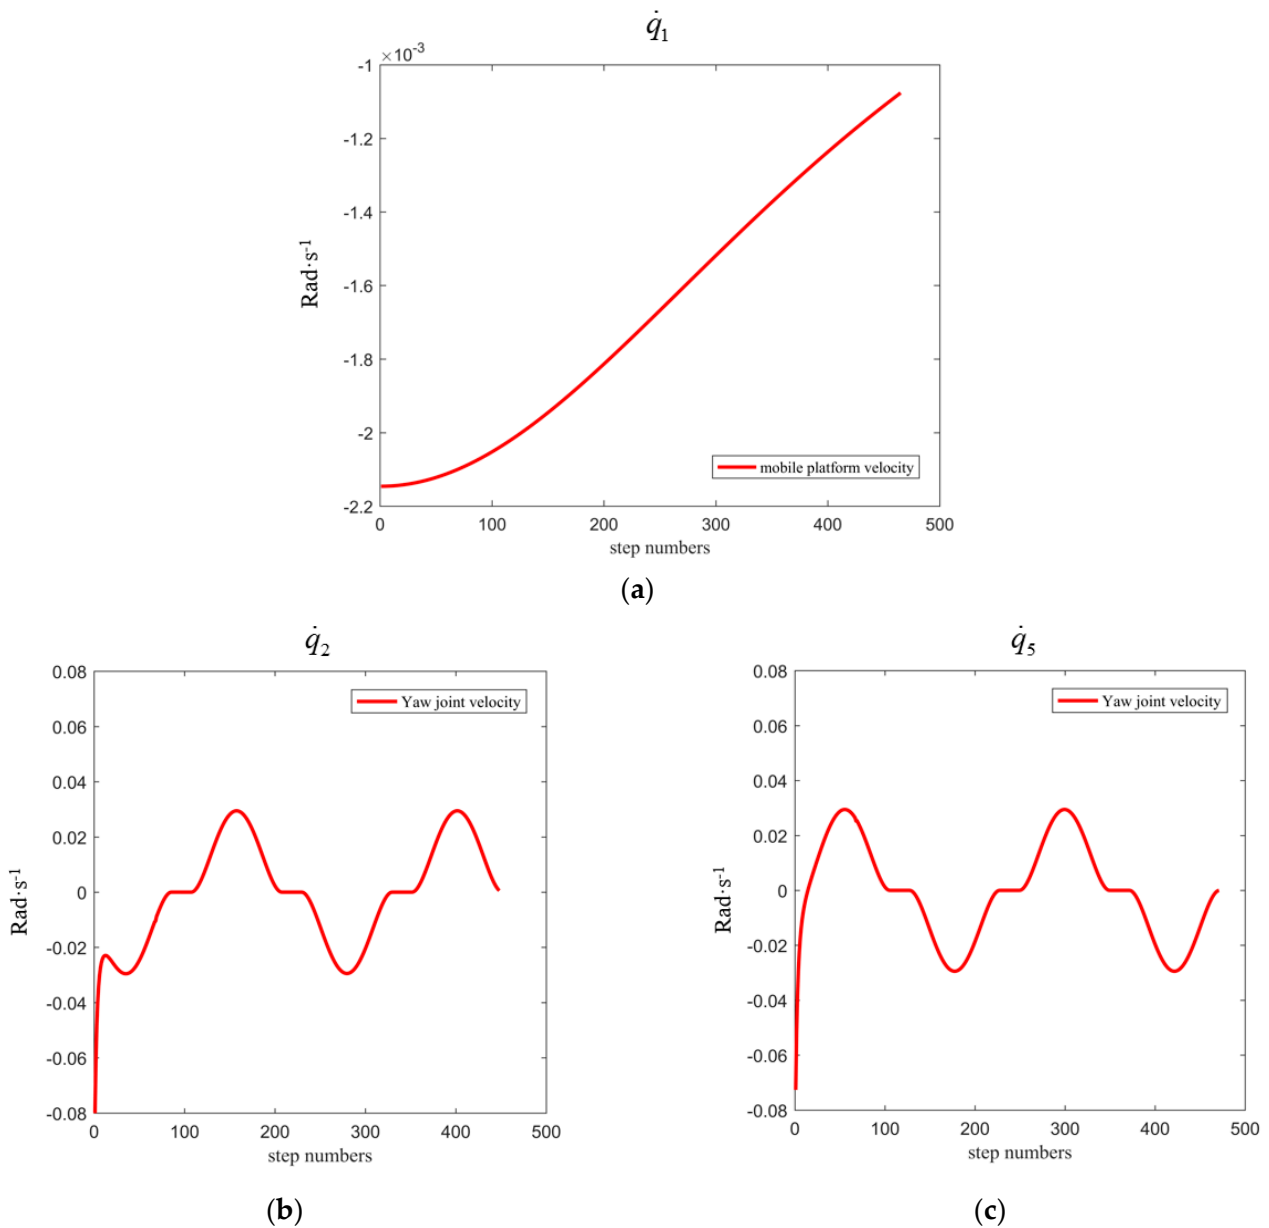 q̇₁
×10⁻³
-1
-1.2
-1.4
-1.6
-1.8
-2
-2.2
Rad·s⁻¹
mobile platform velocity
0 100 200 300 400 500
step numbers
(a)
q̇₂
0.08
0.06
0.04
0.02
0
-0.02
-0.04
-0.06
-0.08
Rad·s⁻¹
Yaw joint velocity
0 100 200 300 400 500
step numbers
(b)
q̇₅
0.08
0.06
0.04
0.02
0
-0.02
-0.04
-0.06
-0.08
Rad·s⁻¹
Yaw joint velocity
0 100 200 300 400 500
step numbers
(c)